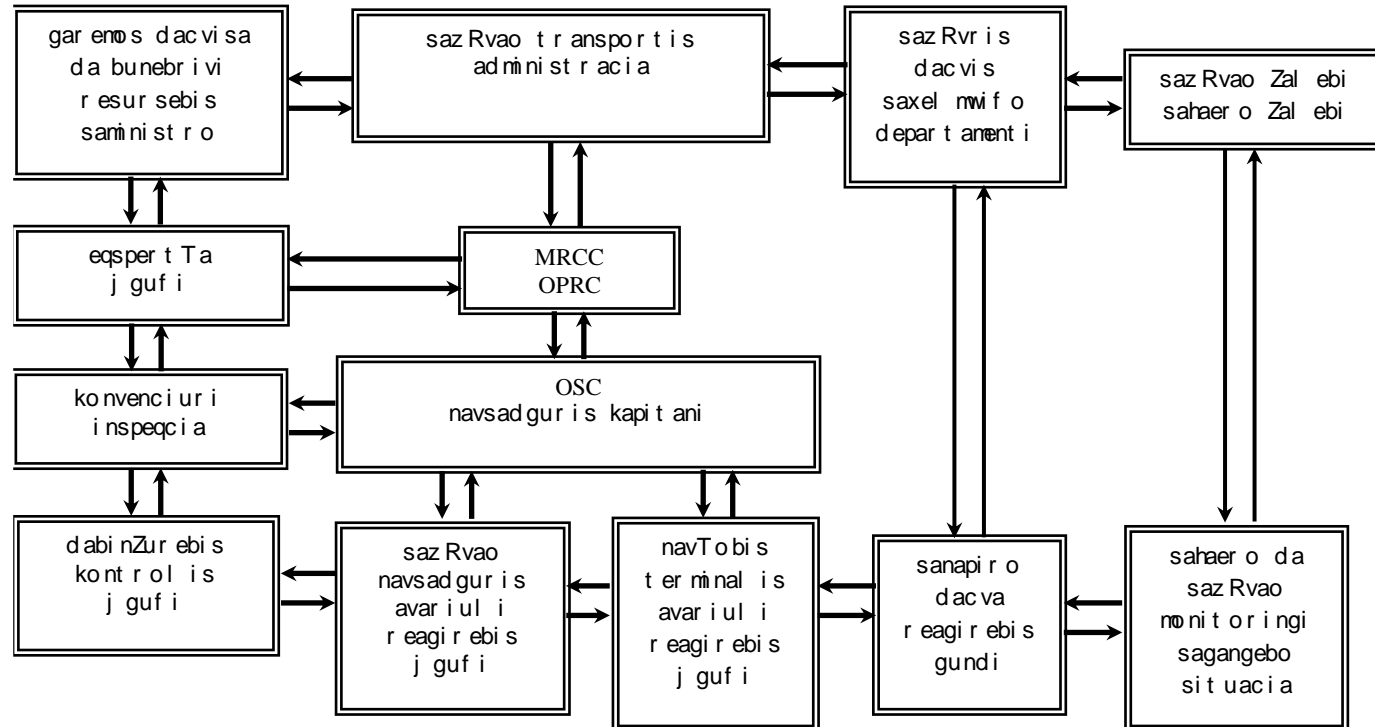 garemos dacvisa
da bunebrivi
resursebis
saministro
sazRvao transportis
administracia
sazRvris
dacvis
saxelmwifo
departamenti
sazRvao Zalebi
sahaero Zalebi
eqspertTa
jgufi
MRCC
OPRC
konvenciuri
inspeqcia
OSC
navsadguris kapitani
dabinZurebis
kontrolis
jgufi
sazRvao
navsadguris
avariuli
reagirebis
jgufi
navTobis
terminalis
avariuli
reagirebis
jgufi
sanapiro
dacva
reagirebis
gundi
sahaero da
sazRvao
monitoringi
sagangebo
situacia